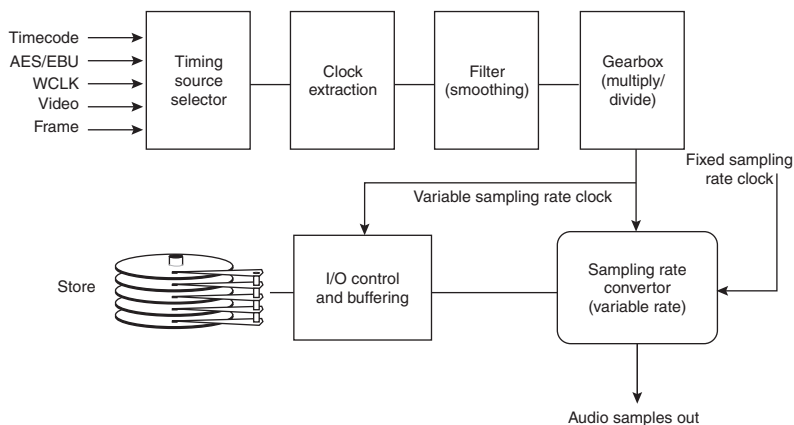 Timecode
AES/EBU
WCLK
Video
Frame
Timing
source
selector
Clock
extraction
Filter
(smoothing)
Gearbox
(multiply/
divide)
Fixed sampling
rate clock
Variable sampling rate clock
Store
I/O control
and buffering
Sampling rate
convertor
(variable rate)
Audio samples out